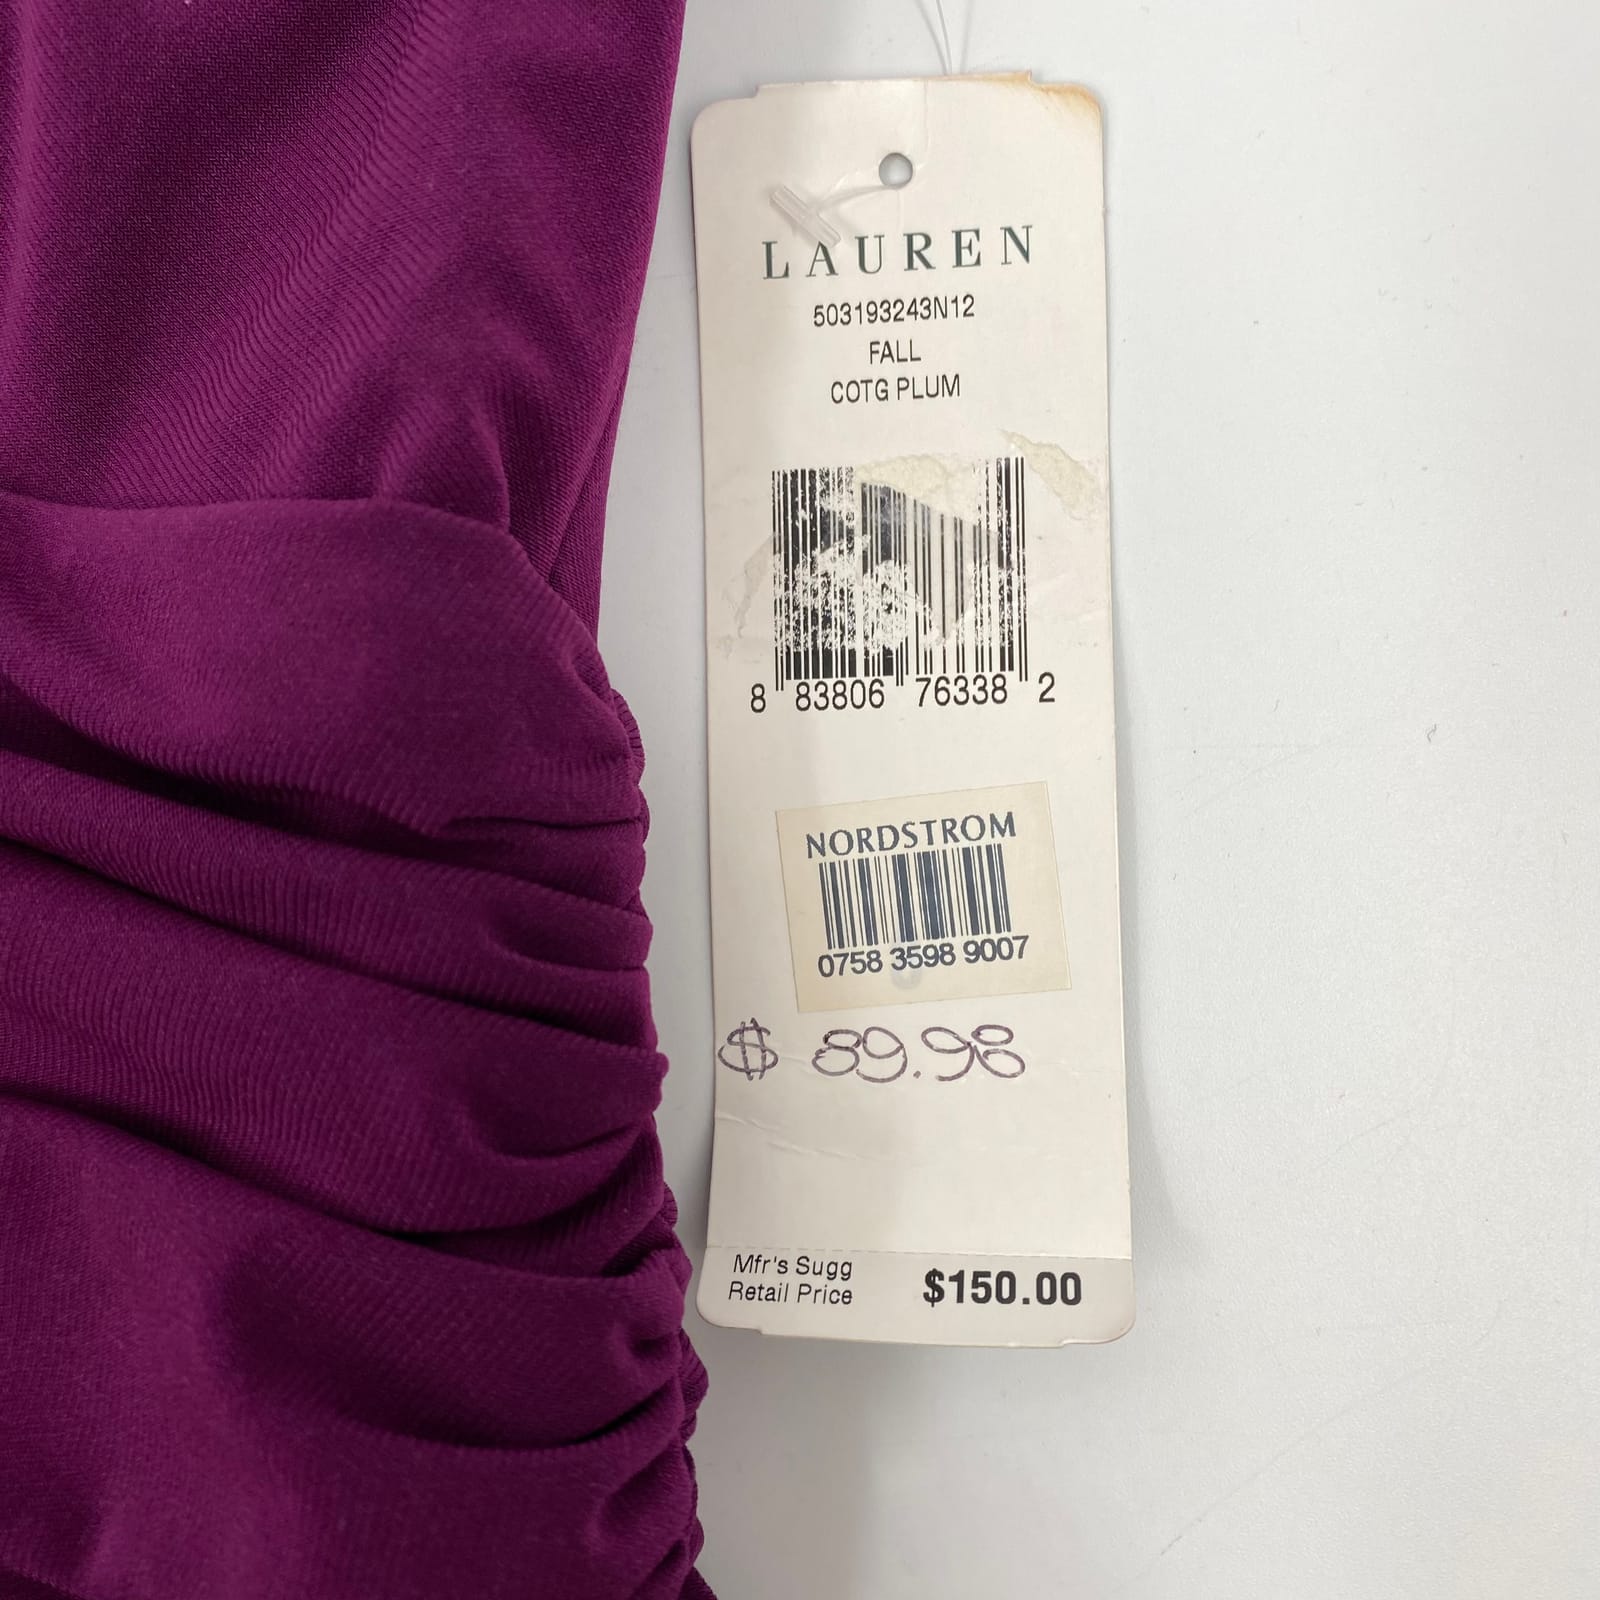 LAUREN
503193243N12
FALL
COTG PLUM
8 83806 76338 2
NORDSTROM
0758 3598 9007
$ 89.98
Mfr's Sugg
Retail Price $150.00